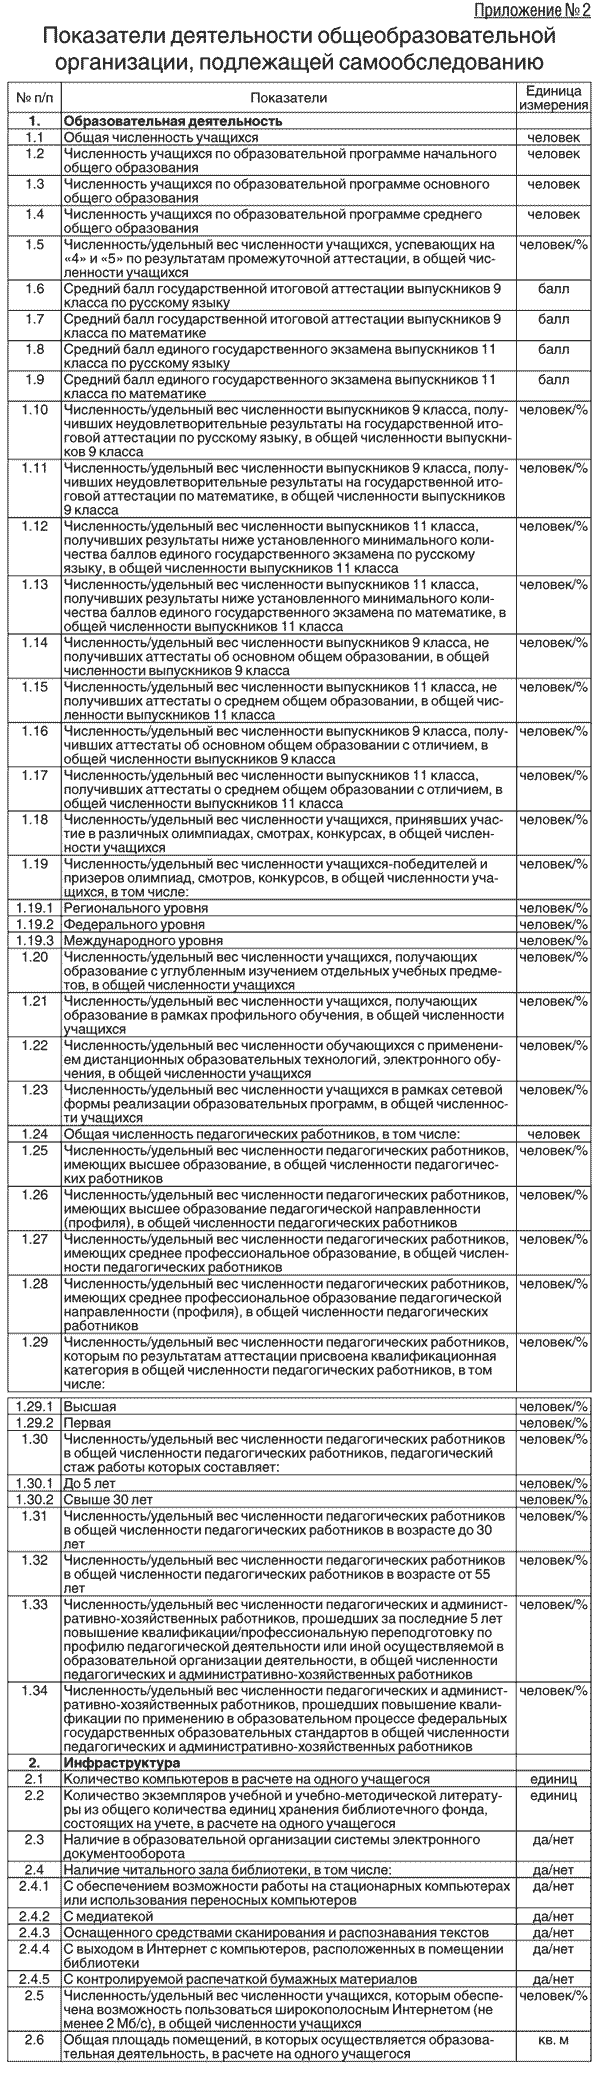 Приложение № 2
Показатели деятельности общеобразовательной
организации, подлежащей самообследованию
№ п/п Показатели Единица
измерения
1. Образовательная деятельность
1.1 Общая численность учащихся человек
1.2 Численность учащихся по образовательной программе начального человек
общего образования
1.3 Численность учащихся по образовательной программе основного человек
общего образования
1.4 Численность учащихся по образовательной программе среднего человек
общего образования
1.5 Численность/удельный вес численности учащихся, успевающих на человек/%
«4» и «5» по результатам промежуточной аттестации, в общей чис-
ленности учащихся
1.6 Средний балл государственной итоговой аттестации выпускников 9 балл
класса по русскому языку
1.7 Средний балл государственной итоговой аттестации выпускников 9 балл
класса по математике
1.8 Средний балл единого государственного экзамена выпускников 11 балл
класса по русскому языку
1.9 Средний балл единого государственного экзамена выпускников 11 балл
класса по математике
1.10 Численность/удельный вес численности выпускников 9 класса, полу- человек/%
чивших неудовлетворительные результаты на государственной ито-
говой аттестации по русскому языку, в общей численности выпускни-
ков 9 класса
1.11 Численность/удельный вес численности выпускников 9 класса, полу- человек/%
чивших неудовлетворительные результаты на государственной ито-
говой аттестации по математике, в общей численности выпускников
9 класса
1.12 Численность/удельный вес численности выпускников 11 класса, человек/%
получивших результаты ниже установленного минимального коли-
чества баллов единого государственного экзамена по русскому
языку, в общей численности выпускников 11 класса
1.13 Численность/удельный вес численности выпускников 11 класса, человек/%
получивших результаты ниже установленного минимального коли-
чества баллов единого государственного экзамена по математике, в
общей численности выпускников 11 класса
1.14 Численность/удельный вес численности выпускников 9 класса, не человек/%
получивших аттестаты об основном общем образовании, в общей
численности выпускников 9 класса
1.15 Численность/удельный вес численности выпускников 11 класса, не человек/%
получивших аттестаты о среднем общем образовании, в общей чис-
ленности выпускников 11 класса
1.16 Численность/удельный вес численности выпускников 9 класса, полу- человек/%
чивших аттестаты об основном общем образовании с отличием, в
общей численности выпускников 9 класса
1.17 Численность/удельный вес численности выпускников 11 класса, человек/%
получивших аттестаты о среднем общем образовании с отличием, в
общей численности выпускников 11 класса
1.18 Численность/удельный вес численности учащихся, принявших учас- человек/%
тие в различных олимпиадах, смотрах, конкурсах, в общей числен-
ности учащихся
1.19 Численность/удельный вес численности учащихся-победителей и человек/%
призеров олимпиад, смотров, конкурсов, в общей численности уча-
щихся, в том числе:
1.19.1 Регионального уровня человек/%
1.19.2 Федерального уровня человек/%
1.19.3 Международного уровня человек/%
1.20 Численность/удельный вес численности учащихся, получающих человек/%
образование с углубленным изучением отдельных учебных предме-
тов, в общей численности учащихся
1.21 Численность/удельный вес численности учащихся, получающих человек/%
образование в рамках профильного обучения, в общей численности
учащихся
1.22 Численность/удельный вес численности обучающихся с применени- человек/%
ем дистанционных образовательных технологий, электронного обу-
чения, в общей численности учащихся
1.23 Численность/удельный вес численности учащихся в рамках сетевой человек/%
формы реализации образовательных программ, в общей численнос-
ти учащихся
1.24 Общая численность педагогических работников, в том числе: человек
1.25 Численность/удельный вес численности педагогических работников, человек/%
имеющих высшее образование, в общей численности педагогичес-
ких работников
1.26 Численность/удельный вес численности педагогических работников, человек/%
имеющих высшее образование педагогической направленности
(профиля), в общей численности педагогических работников
1.27 Численность/удельный вес численности педагогических работников, человек/%
имеющих среднее профессиональное образование, в общей числен-
ности педагогических работников
1.28 Численность/удельный вес численности педагогических работников, человек/%
имеющих среднее профессиональное образование педагогической
направленности (профиля), в общей численности педагогических
работников
1.29 Численность/удельный вес численности педагогических работников, человек/%
которым по результатам аттестации присвоена квалификационная
категория в общей численности педагогических работников, в том
числе:
1.29.1 Высшая человек/%
1.29.2 Первая человек/%
1.30 Численность/удельный вес численности педагогических работников человек/%
в общей численности педагогических работников, педагогический
стаж работы которых составляет:
1.30.1 До 5 лет человек/%
1.30.2 Свыше 30 лет человек/%
1.31 Численность/удельный вес численности педагогических работников человек/%
в общей численности педагогических работников в возрасте до 30
лет
1.32 Численность/удельный вес численности педагогических работников человек/%
в общей численности педагогических работников в возрасте от 55
лет
1.33 Численность/удельный вес численности педагогических и админист- человек/%
ративно-хозяйственных работников, прошедших за последние 5 лет
повышение квалификации/профессиональную переподготовку по
профилю педагогической деятельности или иной осуществляемой в
образовательной организации деятельности, в общей численности
педагогических и административно-хозяйственных работников
1.34 Численность/удельный вес численности педагогических и админист- человек/%
ративно-хозяйственных работников, прошедших повышение квали-
фикации по применению в образовательном процессе федеральных
государственных образовательных стандартов в общей численности
педагогических и административно-хозяйственных работников
2. Инфраструктура
2.1 Количество компьютеров в расчете на одного учащегося единиц
2.2 Количество экземпляров учебной и учебно-методической литерату- единиц
ры из общего количества единиц хранения библиотечного фонда,
состоящих на учете, в расчете на одного учащегося
2.3 Наличие в образовательной организации системы электронного да/нет
документооборота
2.4 Наличие читального зала библиотеки, в том числе: да/нет
2.4.1 С обеспечением возможности работы на стационарных компьютерах да/нет
или использования переносных компьютеров
2.4.2 С медиатекой да/нет
2.4.3 Оснащенного средствами сканирования и распознавания текстов да/нет
2.4.4 С выходом в Интернет с компьютеров, расположенных в помещении да/нет
библиотеки
2.4.5 С контролируемой распечаткой бумажных материалов да/нет
2.5 Численность/удельный вес численности учащихся, которым обеспе- человек/%
чена возможность пользоваться широкополосным Интернетом (не
менее 2 Мб/с), в общей численности учащихся
2.6 Общая площадь помещений, в которых осуществляется образова- кв. м
тельная деятельность, в расчете на одного учащегося